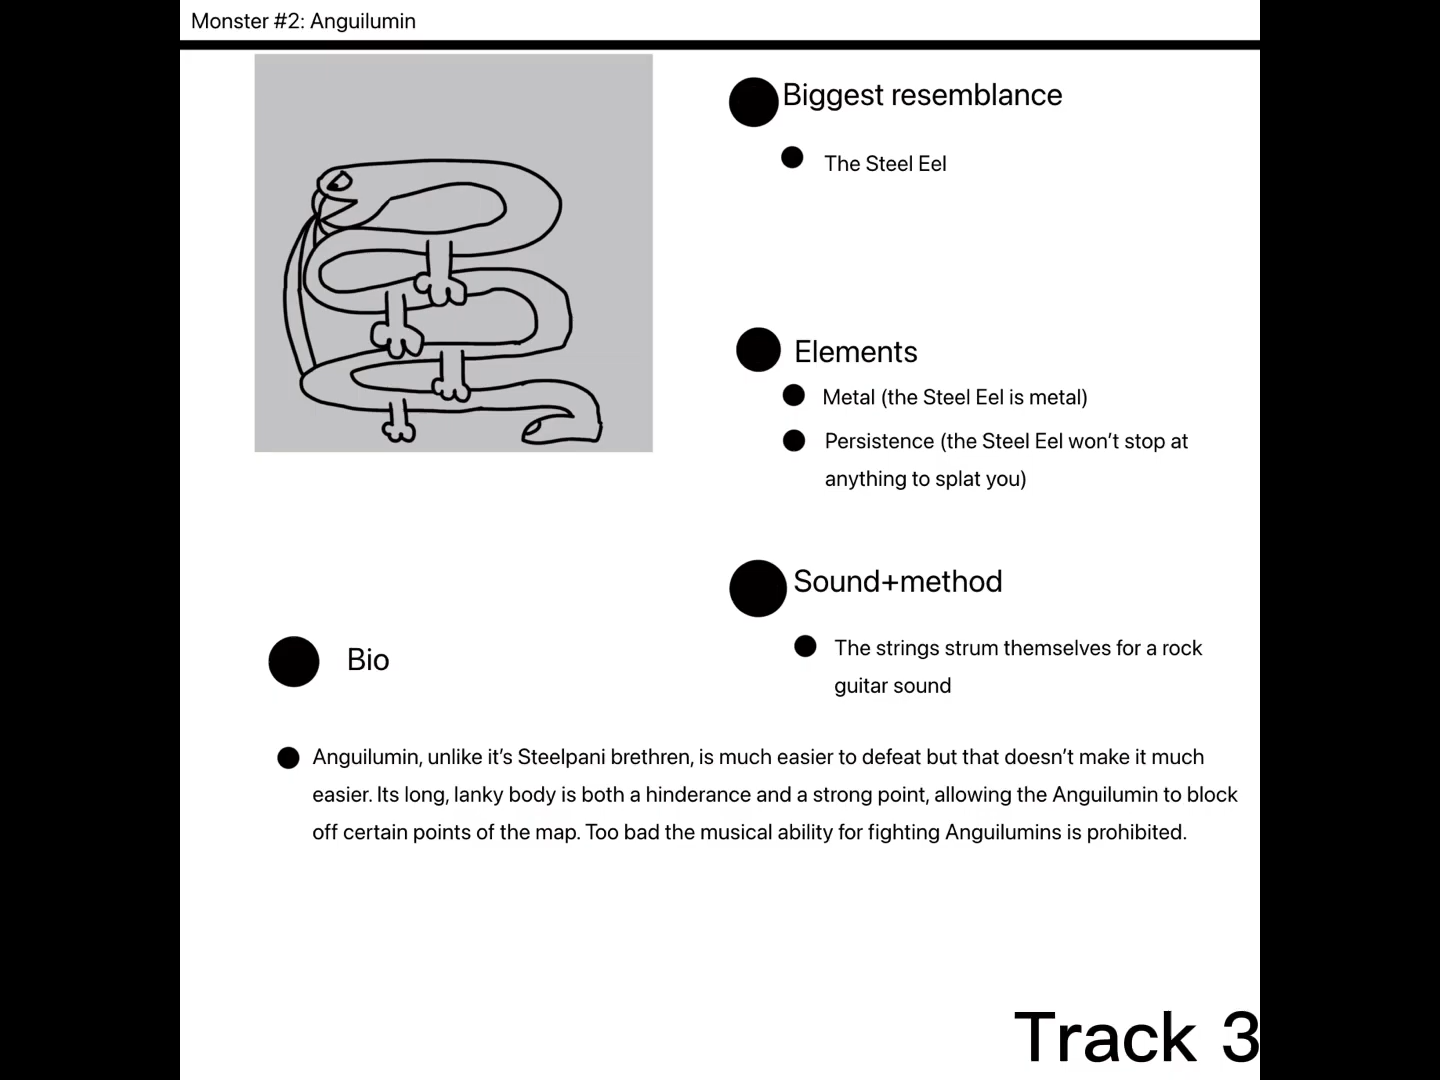 Monster #2: Anguilumin
Biggest resemblance
The Steel Eel
Elements
Metal (the Steel Eel is metal)
Persistence (the Steel Eel won’t stop at
anything to splat you)
Sound+method
The strings strum themselves for a rock
guitar sound
Bio
Anguilumin, unlike it’s Steelpani brethren, is much easier to defeat but that doesn’t make it much
easier. Its long, lanky body is both a hinderance and a strong point, allowing the Anguilumin to block
off certain points of the map. Too bad the musical ability for fighting Anguilumins is prohibited.
Track 3